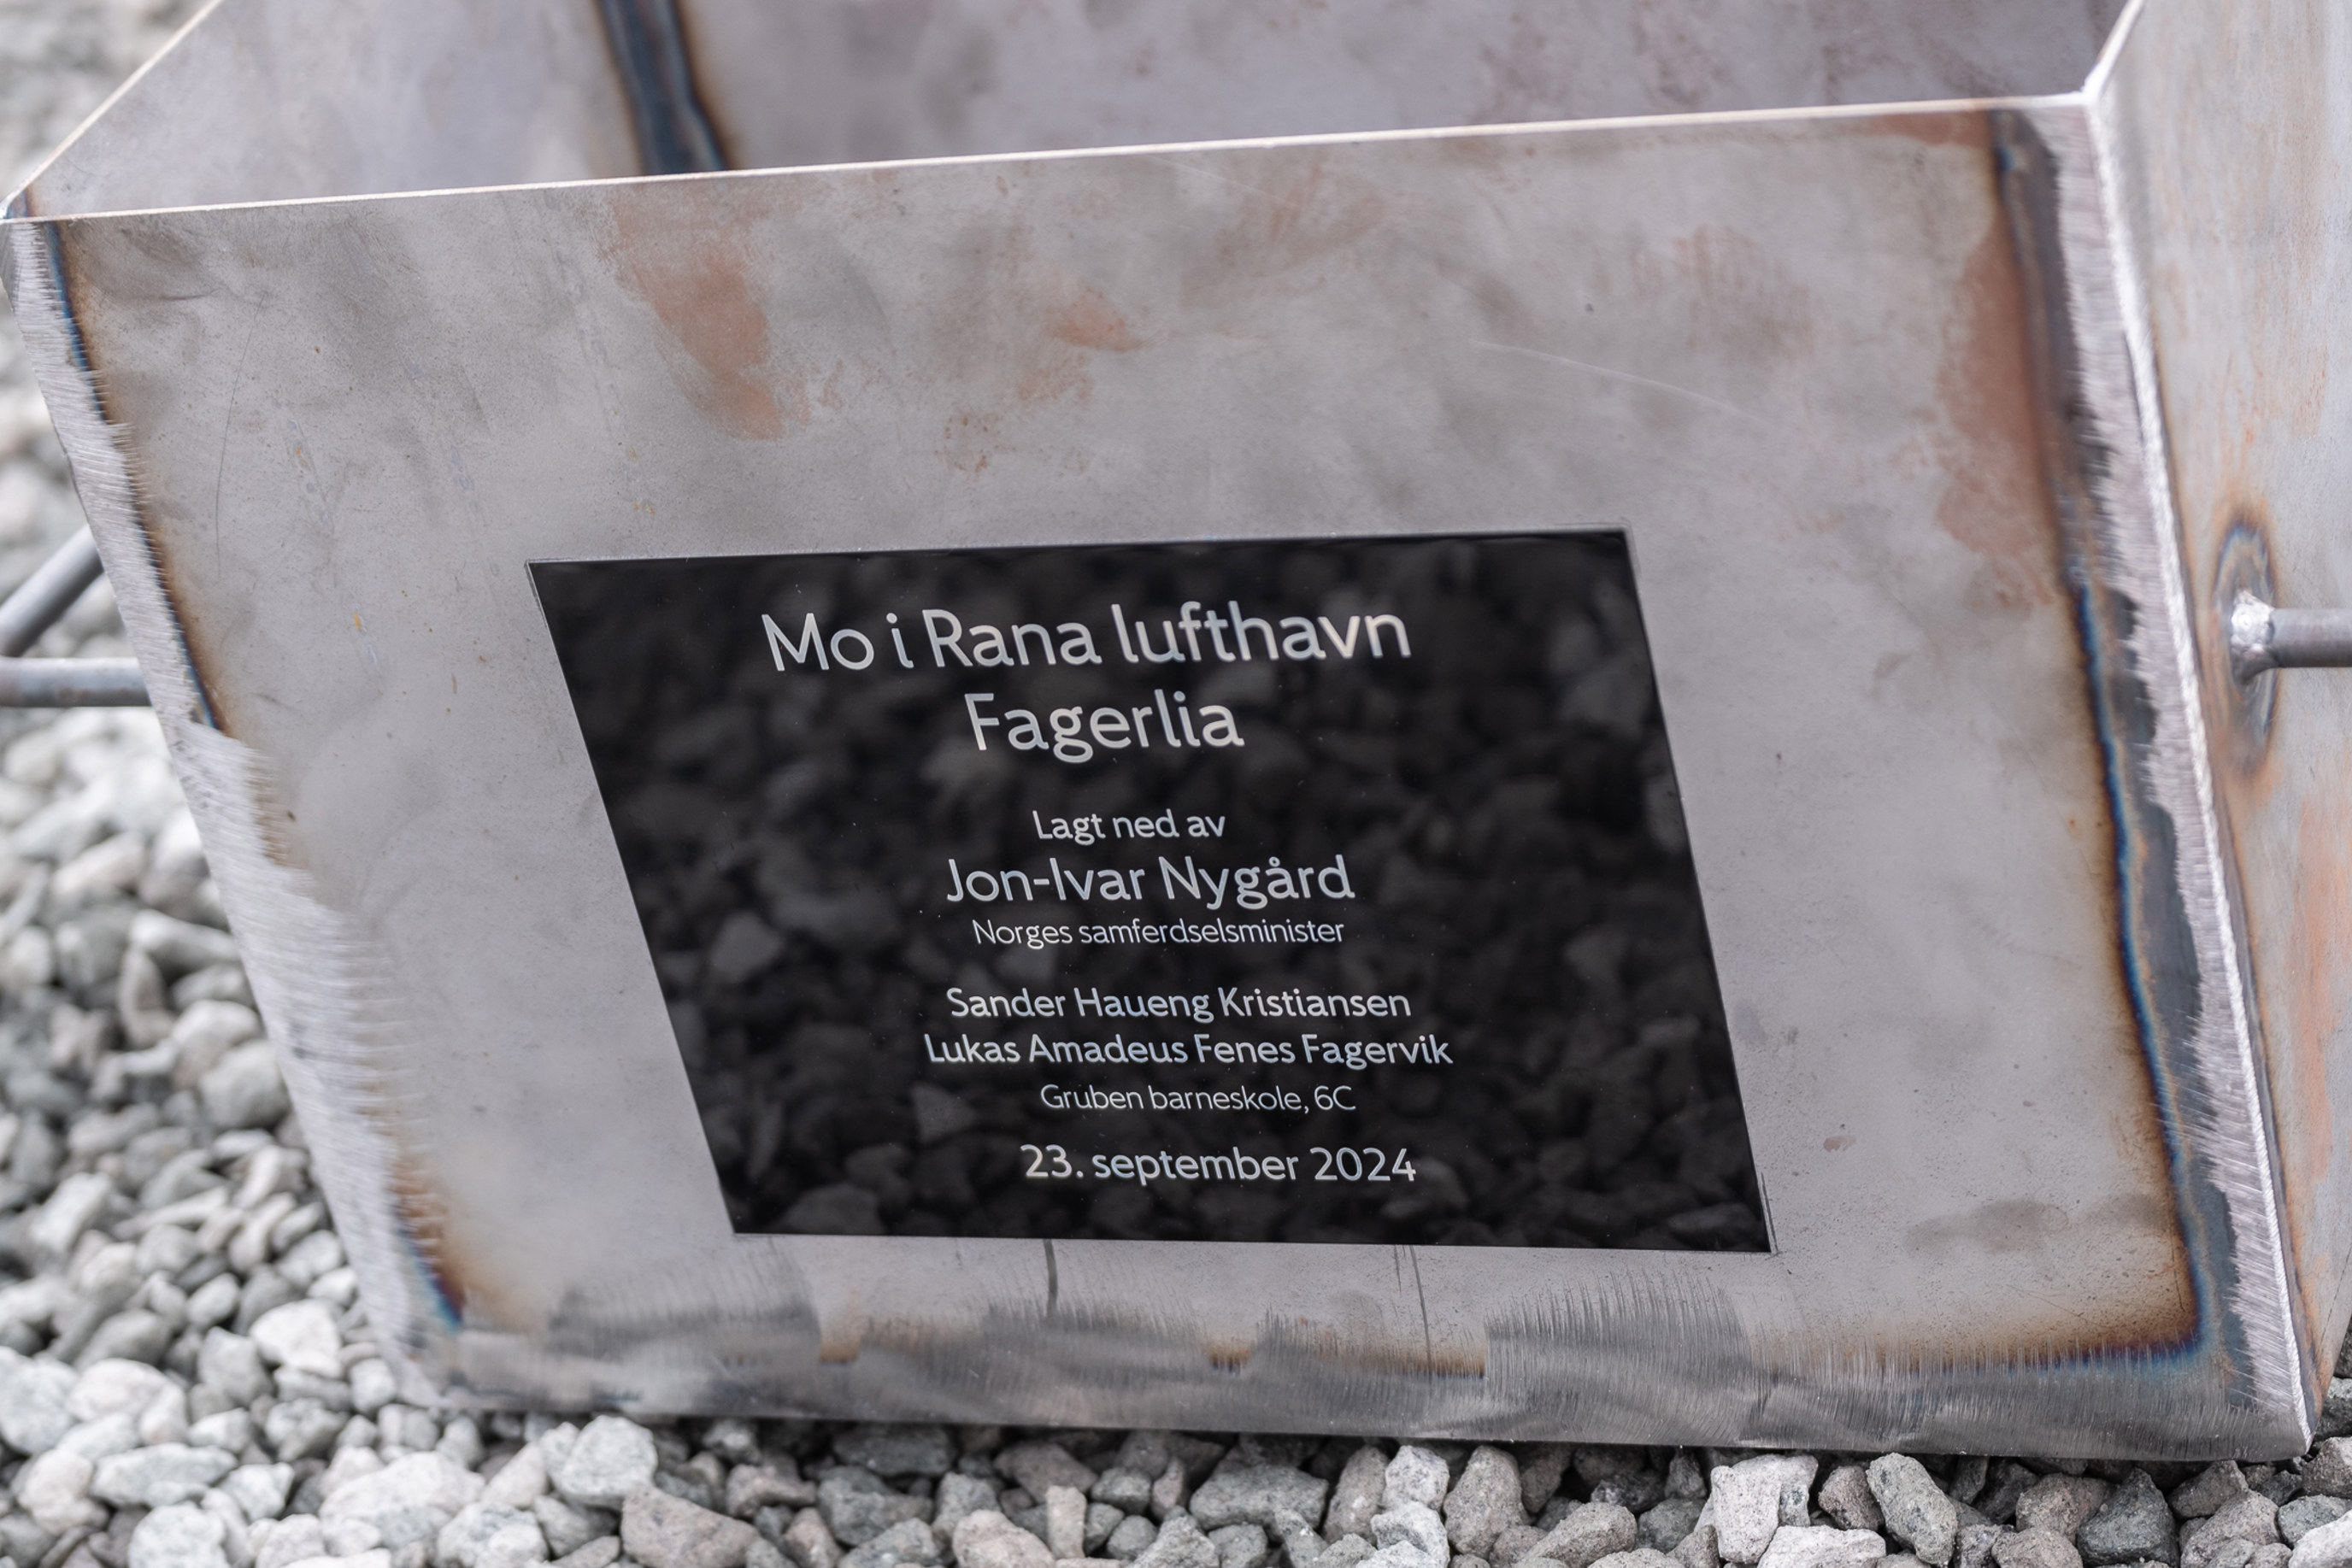 Mo i Rana lufthavn
Fagerlia
Lagt ned av
Jon-Ivar Nygård
Norges samferdselsminister
Sander Haueng Kristiansen
Lukas Amadeus Fenes Fagervik
Gruben barneskole, 6C
23. september 2024